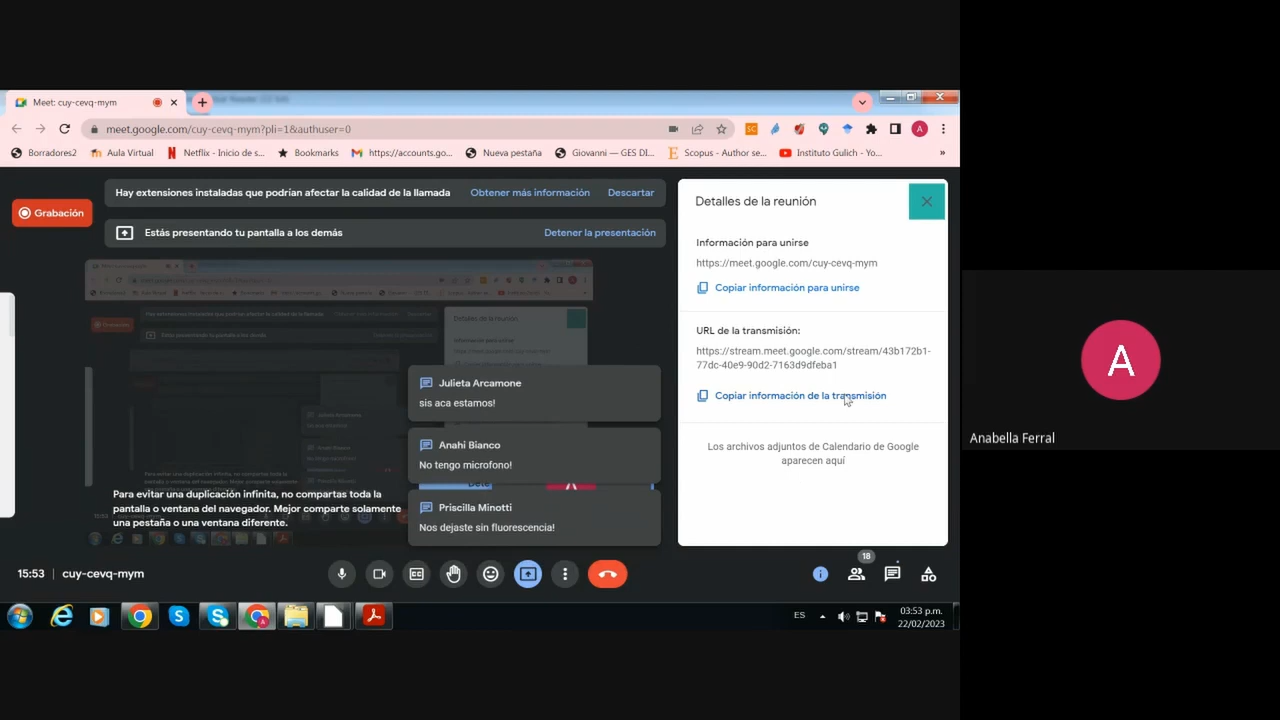 Meet: cuy-cevq-mym
meet.google.com/cuy-cevq-mym?pli=1&authuser=0
Borradores2
Aula Virtual
Netflix - Inicio de s...
Bookmarks
https://accounts.go...
Nueva pestaña
Giovanni — GES DI...
Scopus - Author se...
Instituto Gulich - Yo...
»
Grabación
Hay extensiones instaladas que podrían afectar la calidad de la llamada
Obtener más información
Descartar
Estás presentando tu pantalla a los demás
Detener la presentación
Julieta Arcamone
sis aca estamos!
Anahi Bianco
No tengo microfono!
Priscilla Minotti
Nos dejaste sin fluorescencia!
Para evitar una duplicación infinita, no compartas toda la
pantalla o ventana del navegador. Mejor comparte solamente
una pestaña o una ventana diferente.
Detalles de la reunión
Información para unirse
https://meet.google.com/cuy-cevq-mym
Copiar información para unirse
URL de la transmisión:
https://stream.meet.google.com/stream/43b172b1-
77dc-40e9-90d2-7163d9dfeba1
Copiar información de la transmisión
Los archivos adjuntos de Calendario de Google
aparecen aquí
15:53 | cuy-cevq-mym
18
ES
03:53 p.m.
22/02/2023
A
Anabella Ferral